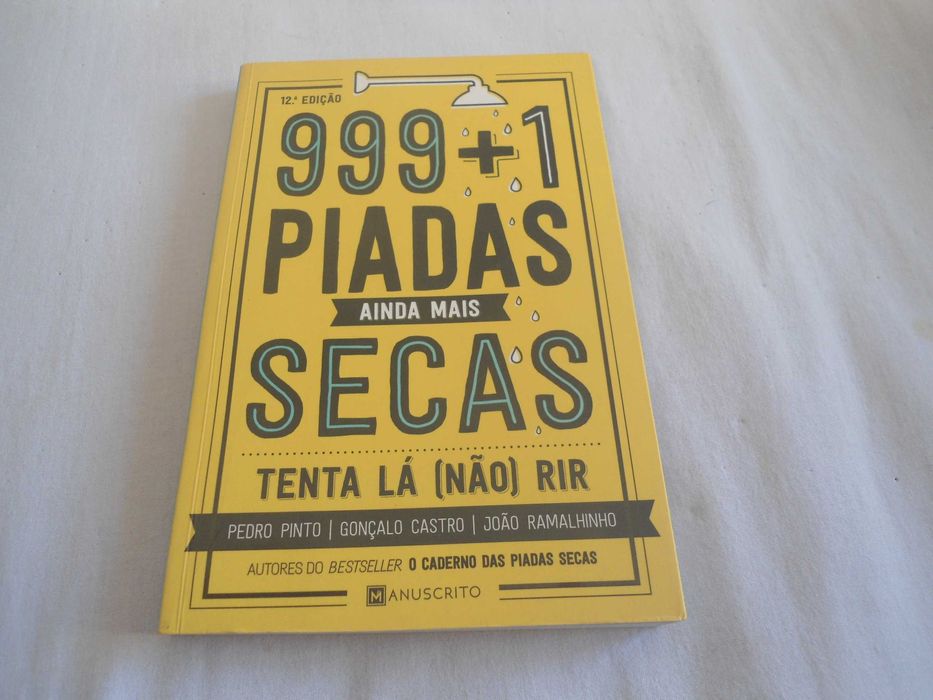 12.ª EDIÇÃO
999+1
PIADAS
AINDA MAIS
SECAS
TENTA LÁ (NÃO) RIR
PEDRO PINTO | GONÇALO CASTRO | JOÃO RAMALHINHO
AUTORES DO BESTSELLER O CADERNO DAS PIADAS SECAS
MANUSCRITO